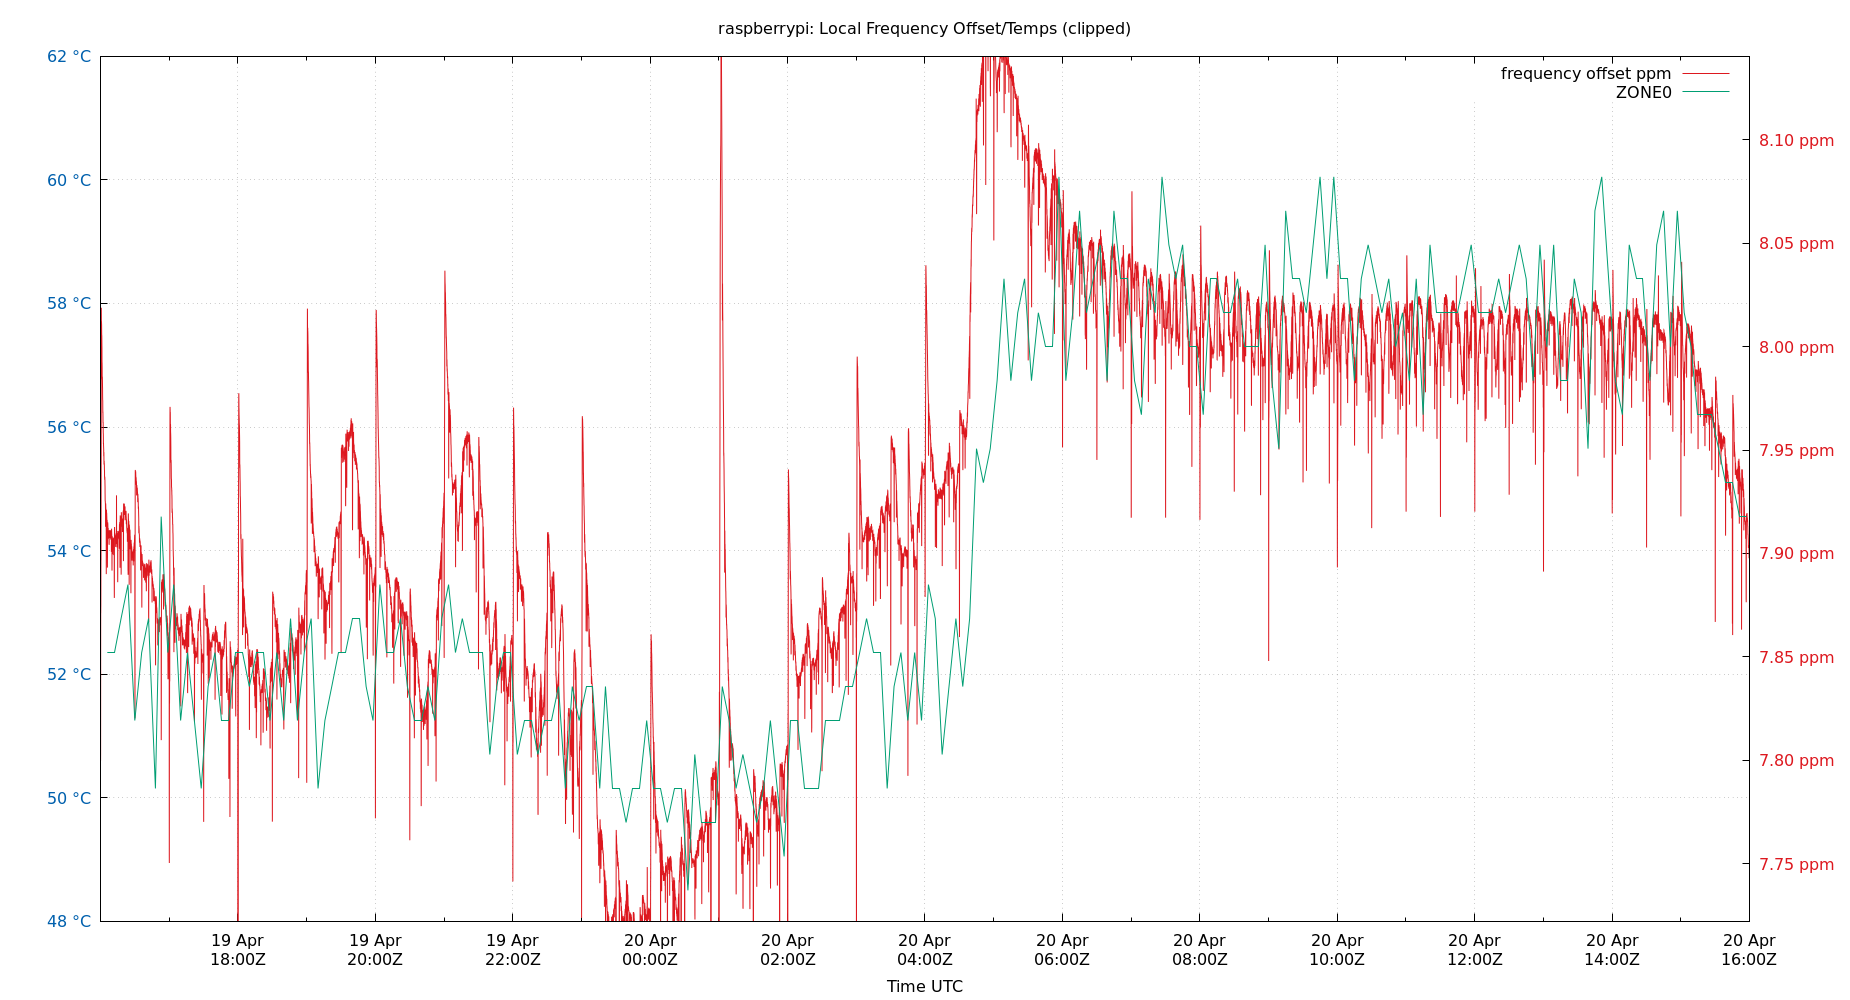 raspberrypi: Local Frequency Offset/Temps (clipped)
frequency offset ppm
ZONE0
62 °C
60 °C
58 °C
56 °C
54 °C
52 °C
50 °C
48 °C
8.10 ppm
8.05 ppm
8.00 ppm
7.95 ppm
7.90 ppm
7.85 ppm
7.80 ppm
7.75 ppm
19 Apr 19 Apr 19 Apr 20 Apr 20 Apr 20 Apr 20 Apr 20 Apr 20 Apr 20 Apr 20 Apr 20 Apr
18:00Z 20:00Z 22:00Z 00:00Z 02:00Z 04:00Z 06:00Z 08:00Z 10:00Z 12:00Z 14:00Z 16:00Z
Time UTC